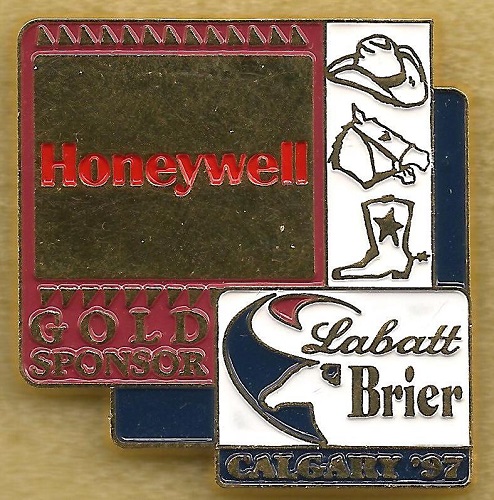 Honeywell
GOLD
SPONSOR
Labatt
Brier
CALGARY '97